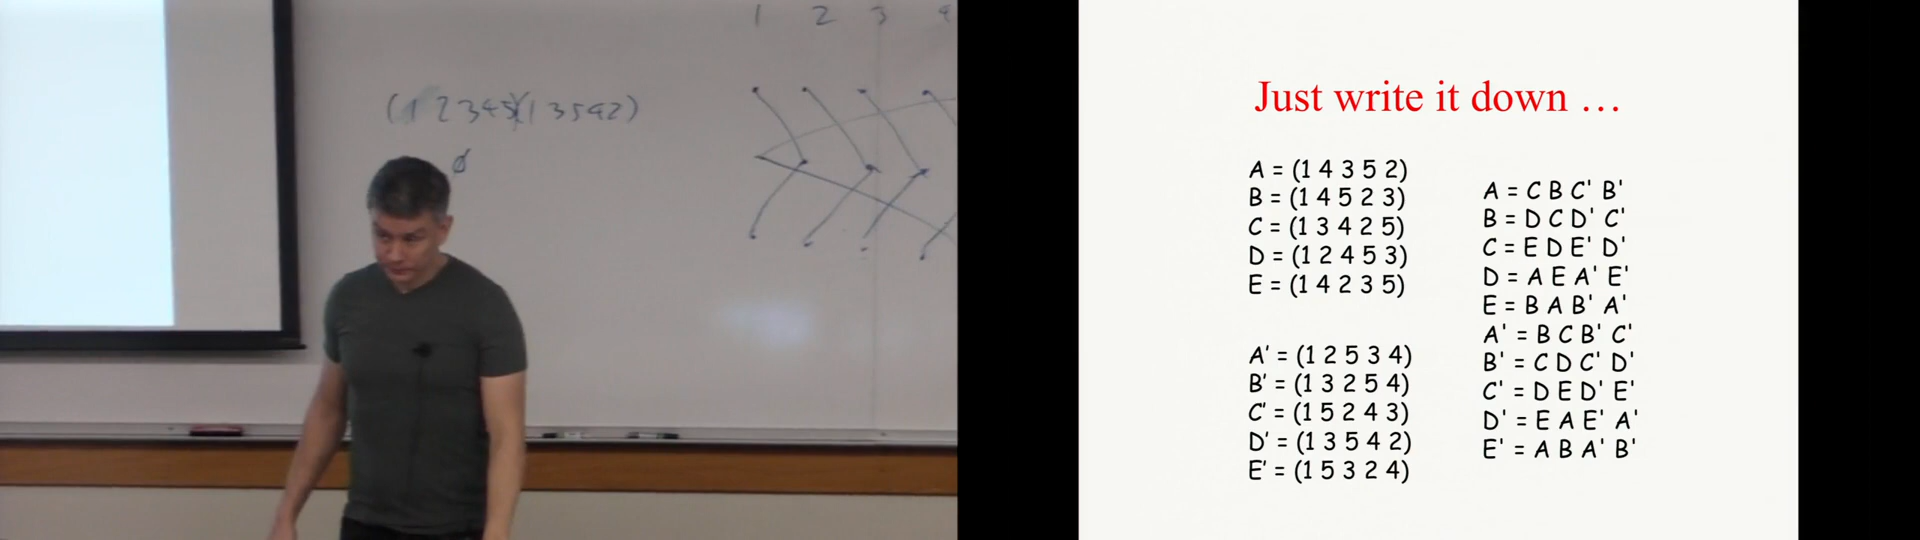 1 2 3 4
(1 2 3 4 5)(1 3 5 4 2)
Just write it down …
A = (1 4 3 5 2)
B = (1 4 5 2 3)
C = (1 3 4 2 5)
D = (1 2 4 5 3)
E = (1 4 2 3 5)
A' = (1 2 5 3 4)
B' = (1 3 2 5 4)
C' = (1 5 2 4 3)
D' = (1 3 5 4 2)
E' = (1 5 3 2 4)
A = C B C' B'
B = D C D' C'
C = E D E' D'
D = A E A' E'
E = B A B' A'
A' = B C B' C'
B' = C D C' D'
C' = D E D' E'
D' = E A E' A'
E' = A B A' B'